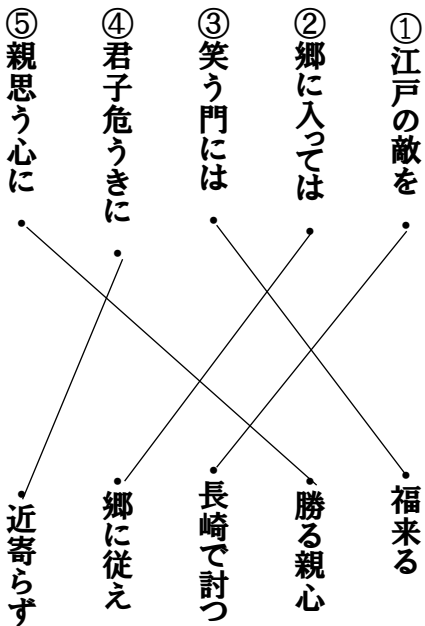 ①江戸の敵を
②郷に入っては
③笑う門には
④君子危うきに
⑤親思う心に
福来る
勝る親心
長崎で討つ
郷に従え
近寄らず